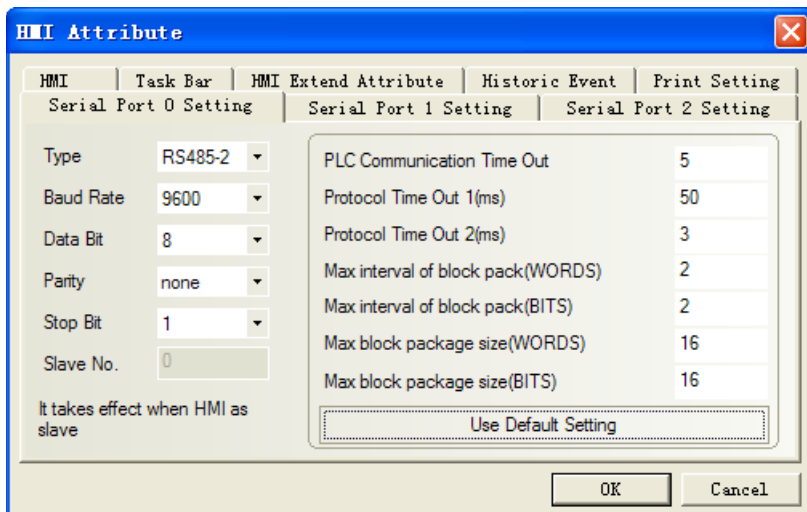 HMI Attribute
HMI Task Bar HMI Extend Attribute Historic Event Print Setting
Serial Port 0 Setting Serial Port 1 Setting Serial Port 2 Setting
Type RS485-2
Baud Rate 9600
Data Bit 8
Parity none
Stop Bit 1
Slave No. 0
It takes effect when HMI as
slave
PLC Communication Time Out 5
Protocol Time Out 1(ms) 50
Protocol Time Out 2(ms) 3
Max interval of block pack(WORDS) 2
Max interval of block pack(BITS) 2
Max block package size(WORDS) 16
Max block package size(BITS) 16
Use Default Setting
OK Cancel